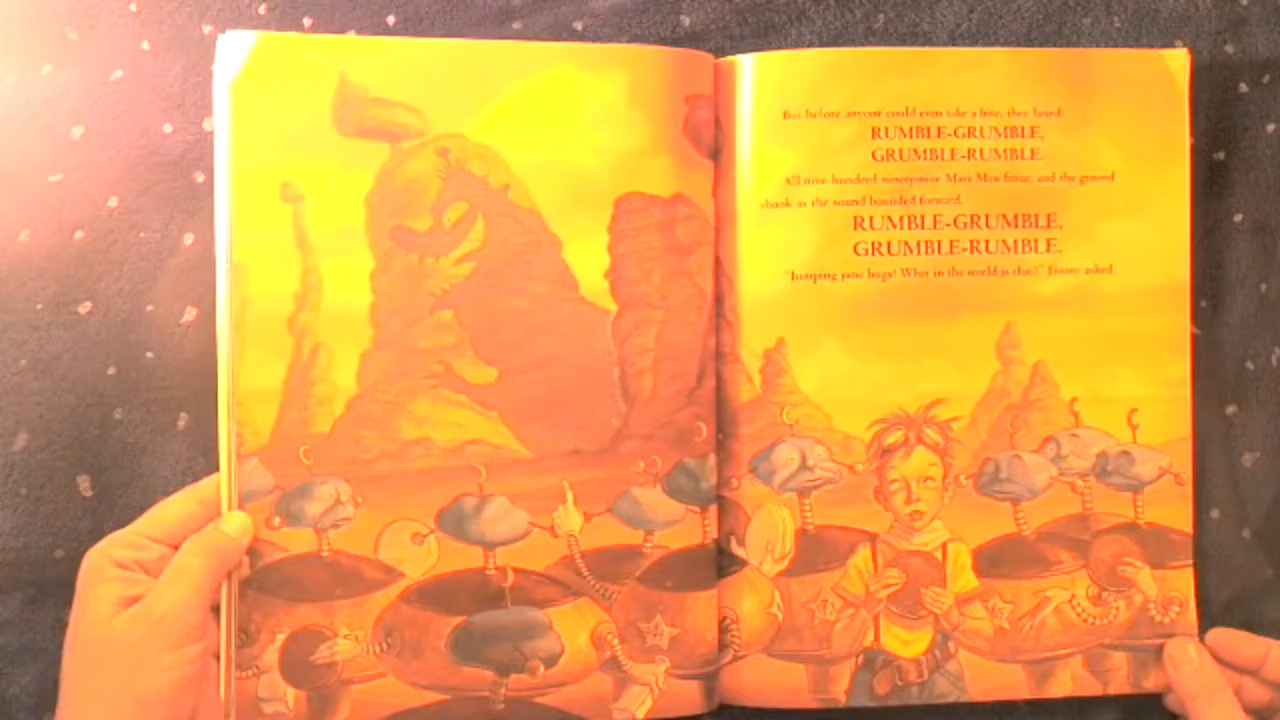 But before anyone could even take a bite, they heard:
RUMBLE-GRUMBLE,
GRUMBLE-RUMBLE.
All nine hundred ninety-nine Mars Men froze, and the ground
shook as the sound bounded forward.
RUMBLE-GRUMBLE,
GRUMBLE-RUMBLE.
"Jumping june bugs! What in the world is that?" Jimmy asked.